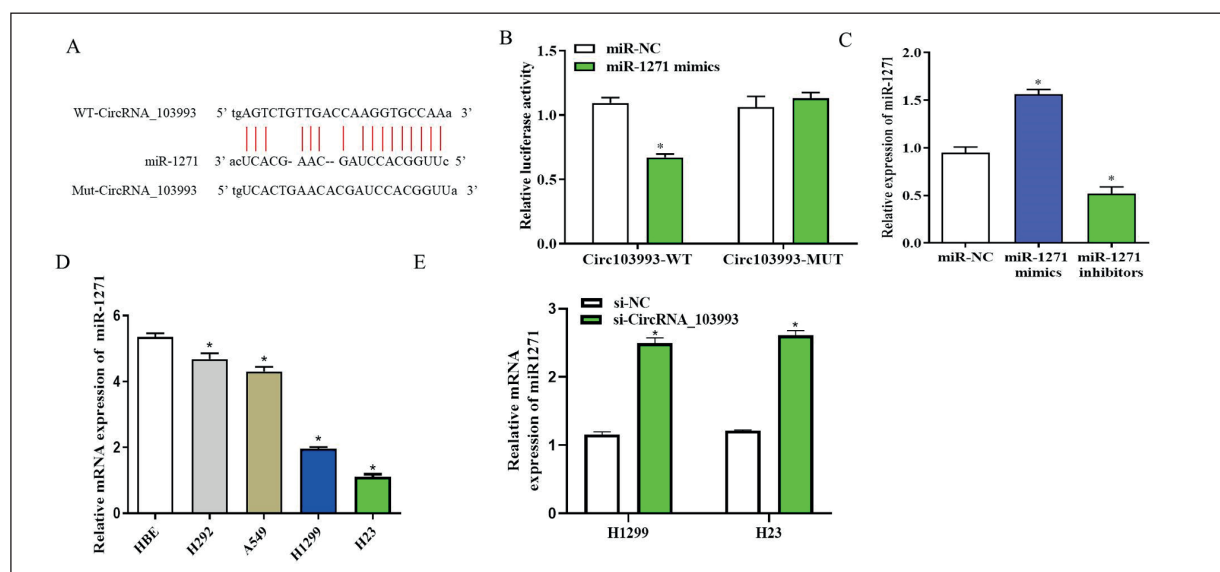 A
WT-CircRNA_103993 5’ tgAGTCTGTTGACCAAGGTGCCAAa 3’
miR-1271 3’ acUCACG- AAC-- GAUCCACGGUUc 5’
Mut-CircRNA_103993 5’ tgUCACTGAACACGAUCCACGGUUa 3’
B
miR-NC
miR-1271 mimics
Relative luciferase activity
1.5
1.0
0.5
0.0
*
Circ103993-WT Circ103993-MUT
C
Relative expression of miR-1271
2.0
1.5
1.0
0.5
0.0
*
*
miR-NC miR-1271 mimics miR-1271 inhibitors
D
Relative mRNA expression of miR-1271
6
4
2
0
* * * *
HBE H292 A549 H1299 H23
E
si-NC
si-CircRNA_103993
Realative mRNA
expression of miR1271
3
2
1
0
* *
H1299 H23